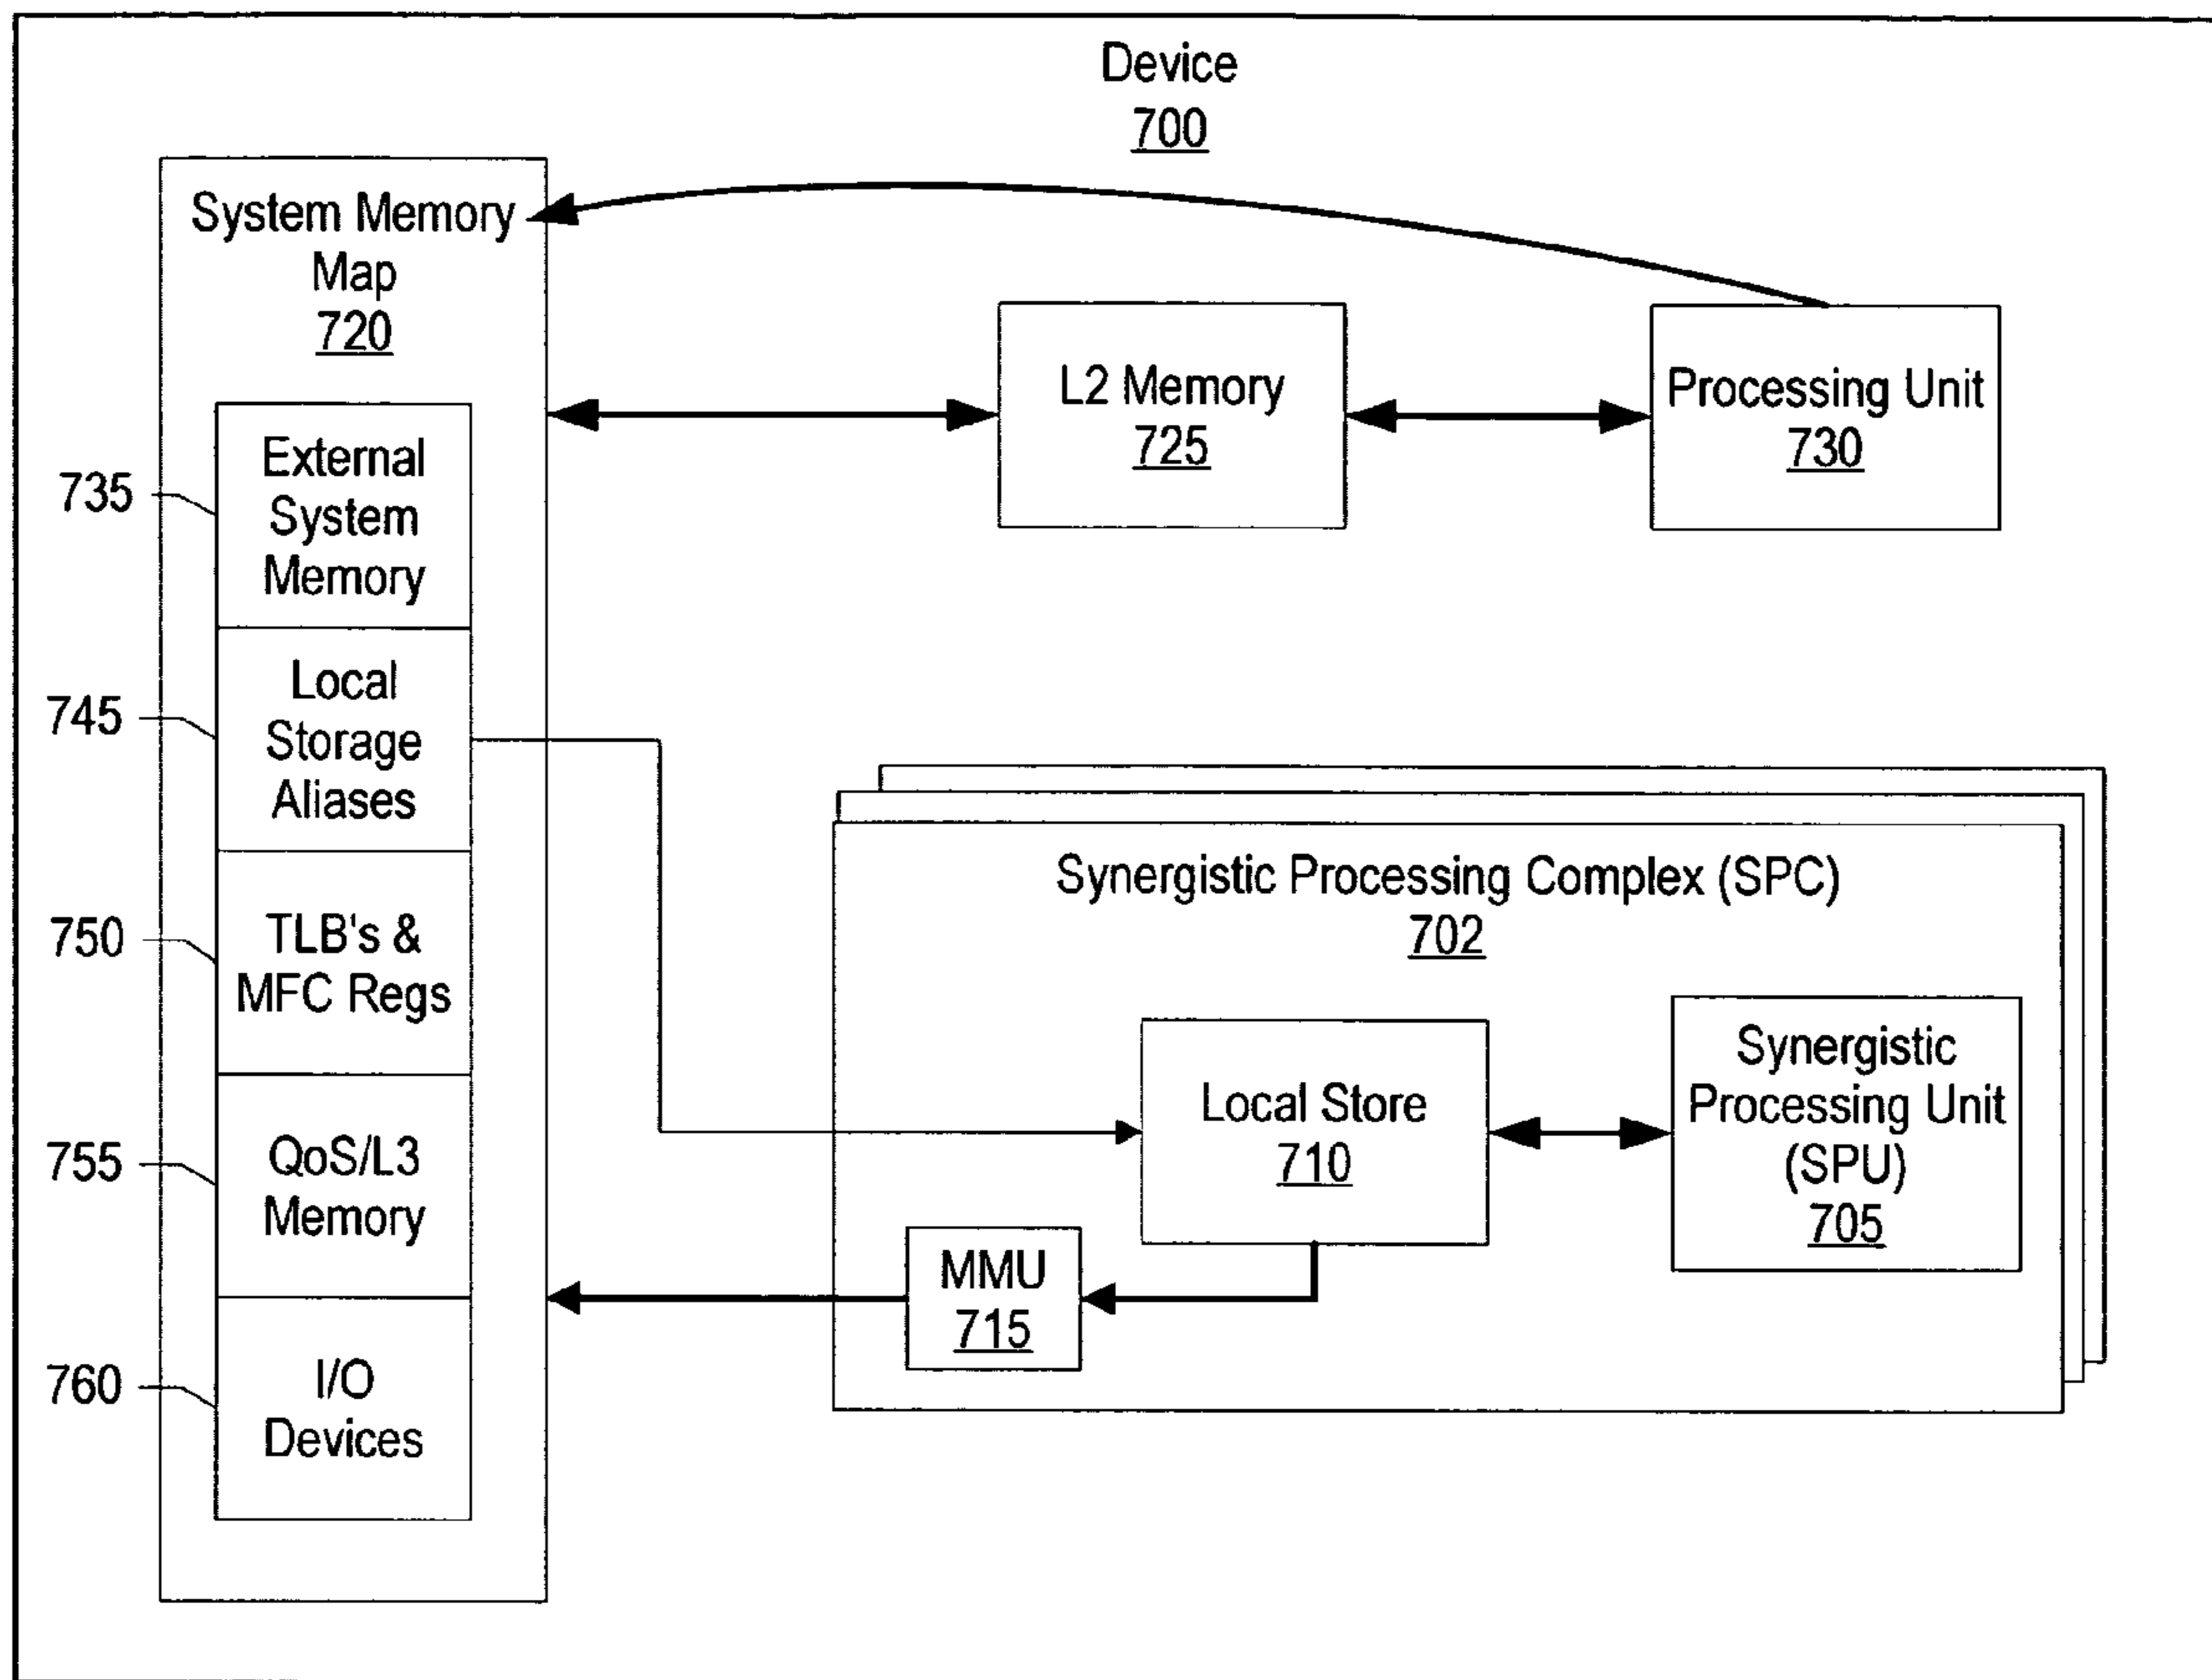 Device
700
System Memory
Map
720
L2 Memory
725
Processing Unit
730
735
External
System
Memory
745
Local
Storage
Aliases
750
TLB's &
MFC Regs
755
QoS/L3
Memory
760
I/O
Devices
Synergistic Processing Complex (SPC)
702
Local Store
710
Synergistic
Processing Unit
(SPU)
705
MMU
715